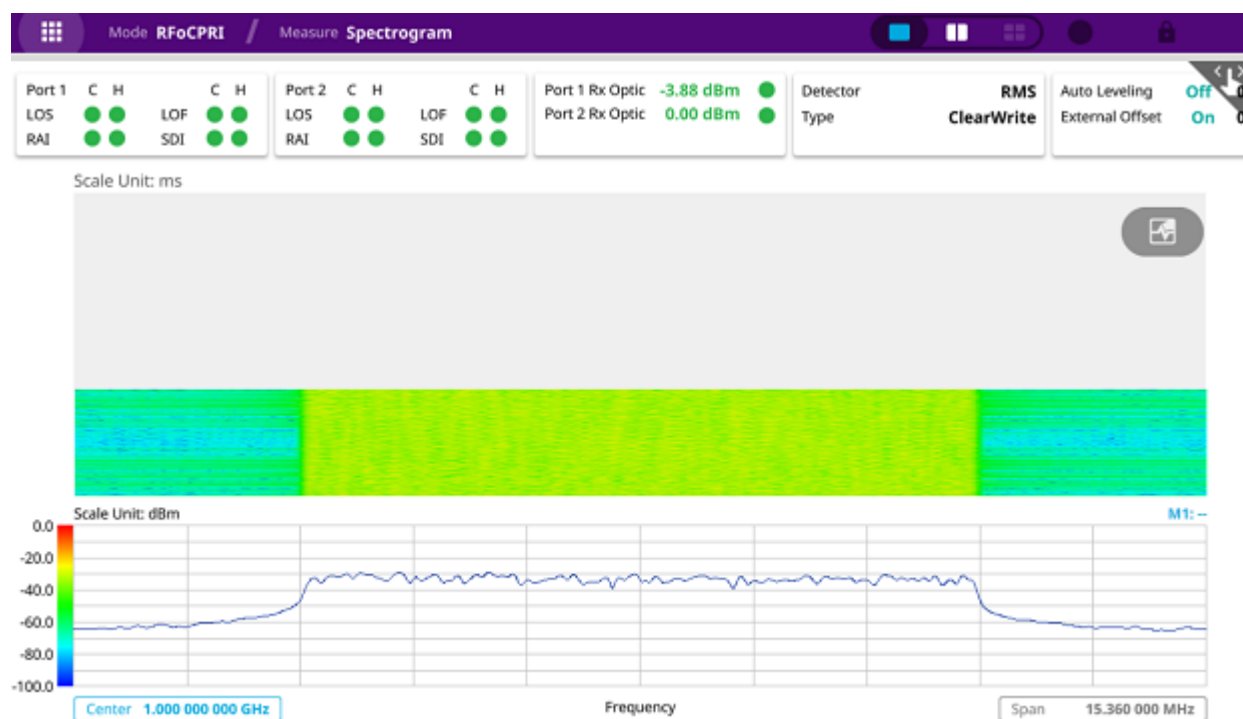 Mode RFoCPRI / Measure Spectrogram
Port 1 C H C H
LOS LOF
RAI SDI
Port 2 C H C H
LOS LOF
RAI SDI
Port 1 Rx Optic -3.88 dBm
Port 2 Rx Optic 0.00 dBm
Detector RMS
Type ClearWrite
Auto Leveling Off
External Offset On
Scale Unit: ms
Scale Unit: dBm
M1: --
0.0
-20.0
-40.0
-60.0
-80.0
-100.0
Center 1.000 000 000 GHz
Frequency
Span 15.360 000 MHz